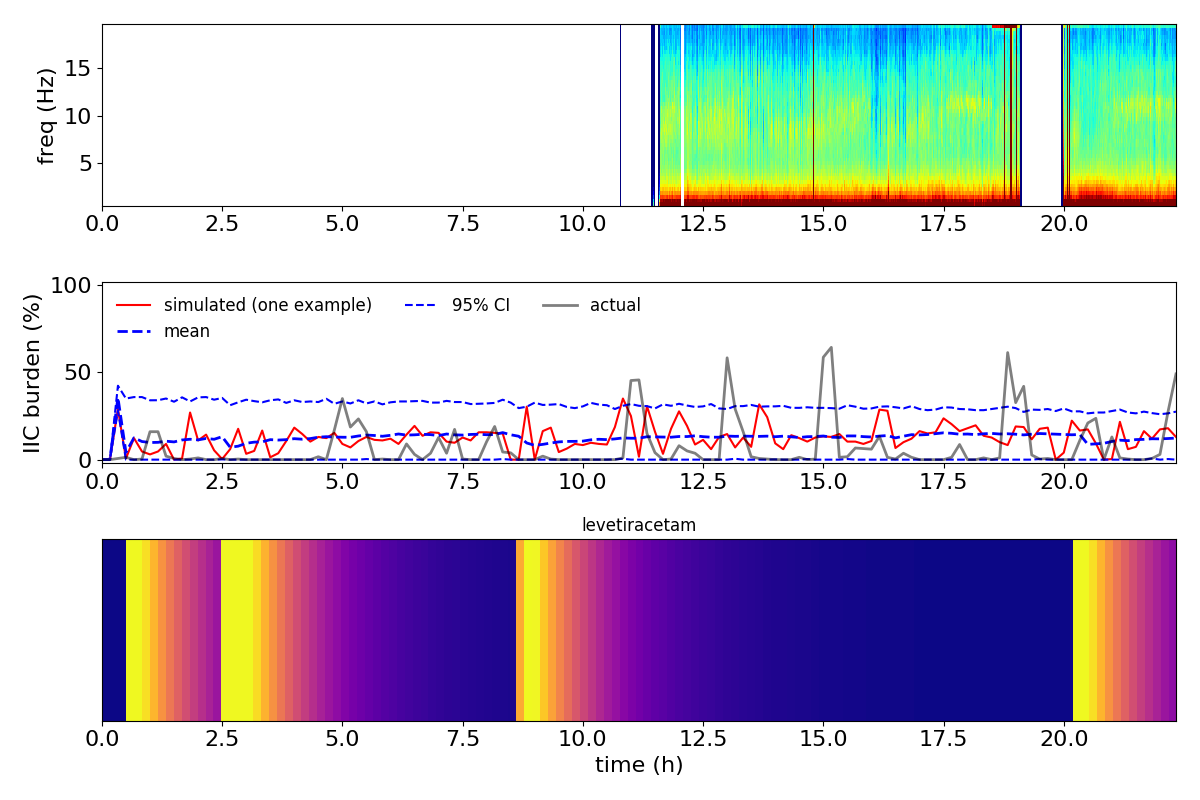 freq (Hz)
15
10
5
0.0 2.5 5.0 7.5 10.0 12.5 15.0 17.5 20.0
IIC burden (%)
100
50
0
simulated (one example) 95% CI actual
mean
0.0 2.5 5.0 7.5 10.0 12.5 15.0 17.5 20.0
levetiracetam
0.0 2.5 5.0 7.5 10.0 12.5 15.0 17.5 20.0
time (h)